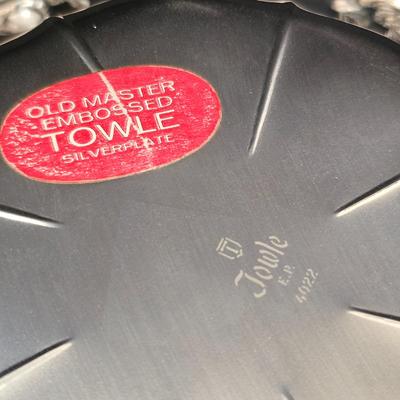 OLD MASTER
EMBOSSED
TOWLE
SILVERPLATE
Towle
E.P.
4022